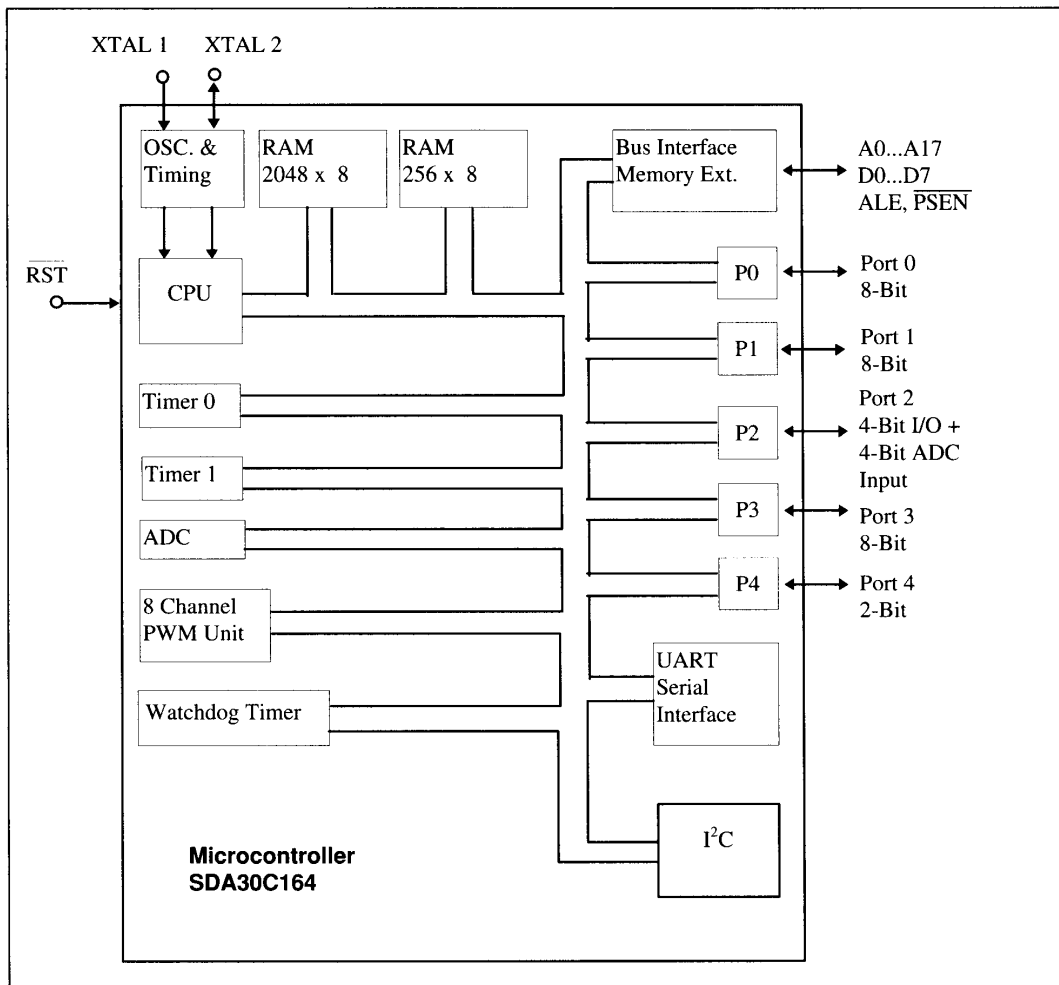 XTAL 1
XTAL 2
OSC. &
Timing
RAM
2048 x 8
RAM
256 x 8
Bus Interface
Memory Ext.
A0...A17
D0...D7
ALE, PSEN
RST
CPU
P0
Port 0
8-Bit
P1
Port 1
8-Bit
Timer 0
P2
Port 2
4-Bit I/O +
4-Bit ADC
Input
Timer 1
P3
Port 3
8-Bit
ADC
P4
Port 4
2-Bit
8 Channel
PWM Unit
UART
Serial
Interface
Watchdog Timer
I²C
Microcontroller
SDA30C164